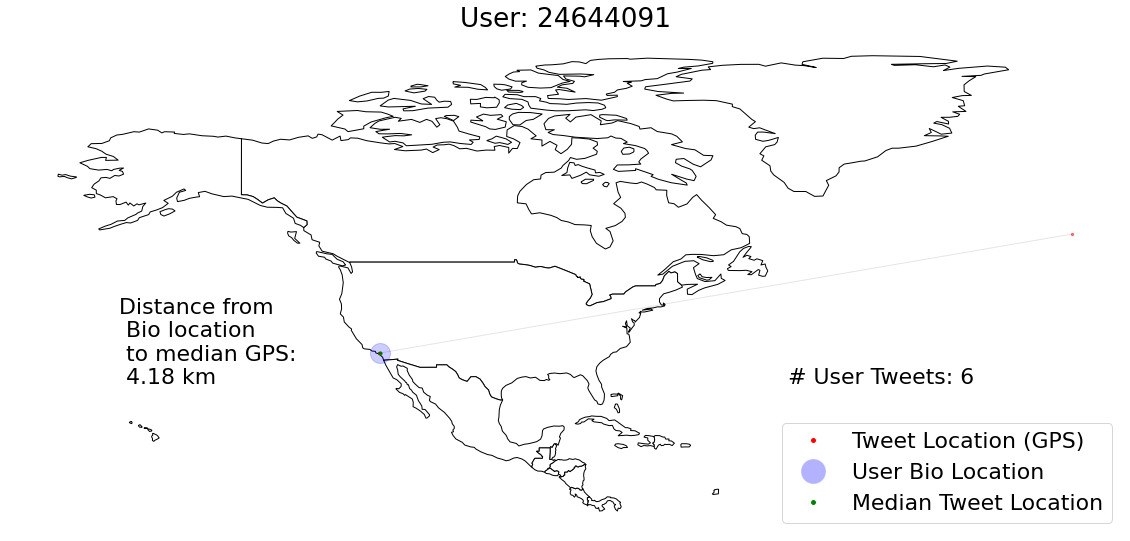 User: 24644091
Distance from
Bio location
to median GPS:
4.18 km
# User Tweets: 6
Tweet Location (GPS)
User Bio Location
Median Tweet Location